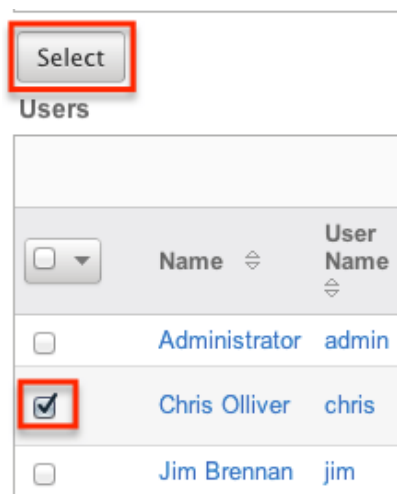 Select
Users
Name User Name
Administrator admin
Chris Olliver chris
Jim Brennan jim